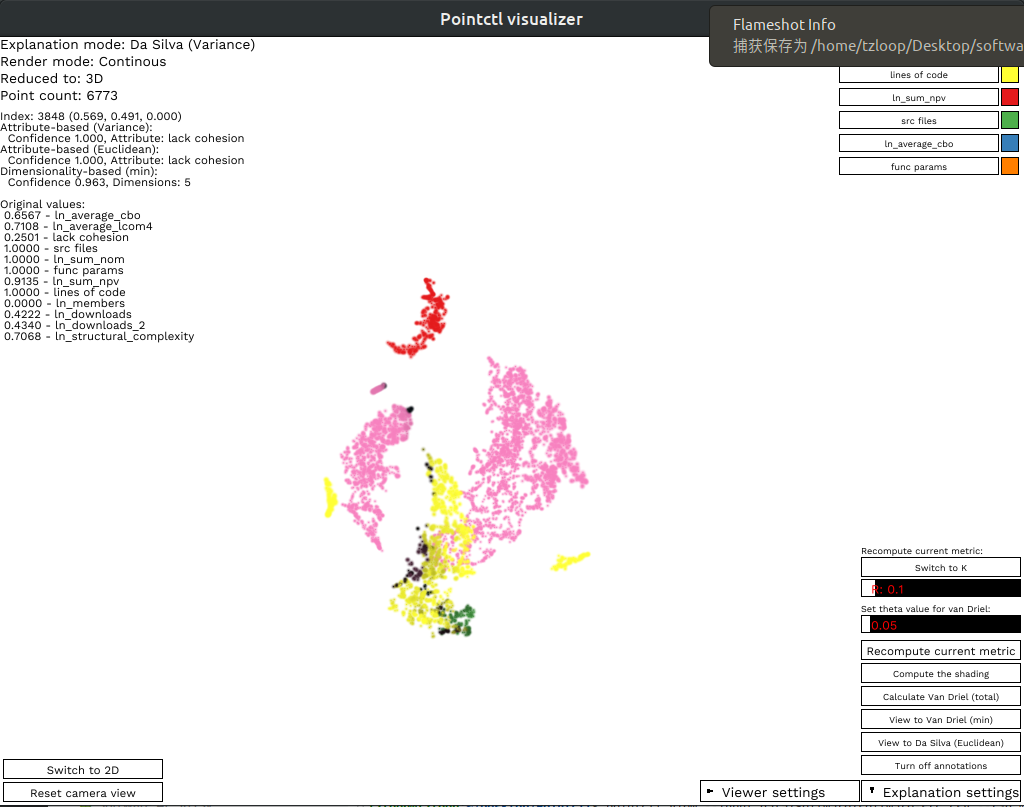 Pointctl visualizer
Flameshot Info
捕获保存为 /home/tzloop/Desktop/softwa
Explanation mode: Da Silva (Variance)
Render mode: Continous
Reduced to: 3D
Point count: 6773
Index: 3848 (0.569, 0.491, 0.000)
Attribute-based (Variance):
Confidence 1.000, Attribute: lack cohesion
Attribute-based (Euclidean):
Confidence 1.000, Attribute: lack cohesion
Dimensionality-based (min):
Confidence 0.963, Dimensions: 5
Original values:
0.6567 - ln_average_cbo
0.7108 - ln_average_lcom4
0.2501 - lack cohesion
1.0000 - src files
1.0000 - ln_sum_nom
1.0000 - func params
0.9135 - ln_sum_npv
1.0000 - lines of code
0.0000 - ln_members
0.4222 - ln_downloads
0.4340 - ln_downloads_2
0.7068 - ln_structural_complexity
lines of code
ln_sum_npv
src files
ln_average_cbo
func params
Recompute current metric:
Switch to K
R: 0.1
Set theta value for van Driel:
0.05
Recompute current metric
Compute the shading
Calculate Van Driel (total)
View to Van Driel (min)
View to Da Silva (Euclidean)
Turn off annotations
Switch to 2D
Reset camera view
Viewer settings
Explanation settings